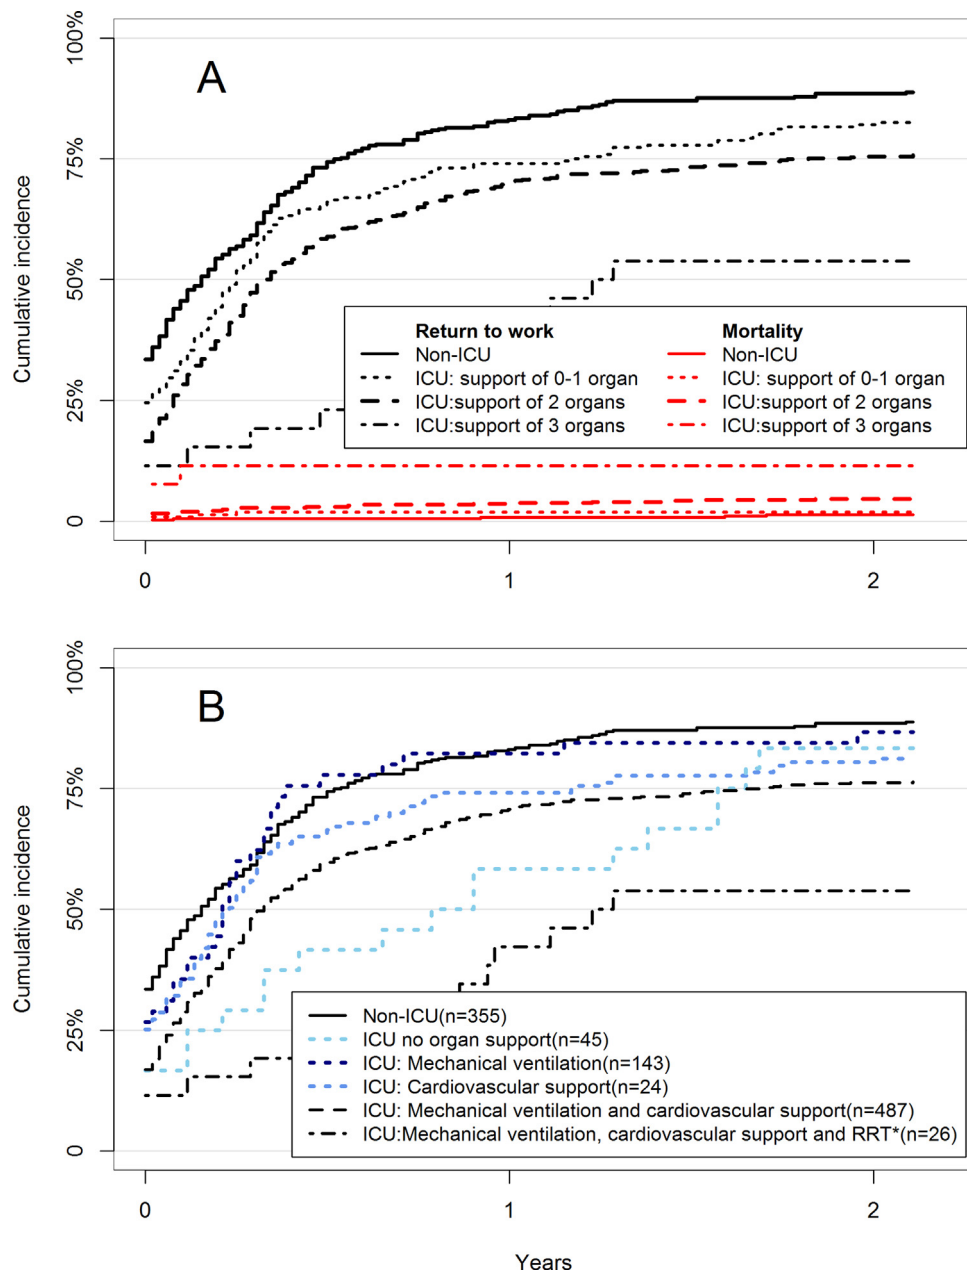 100%
75%
50%
25%
0
Cumulative incidence
A
Return to work Mortality
Non-ICU Non-ICU
ICU: support of 0-1 organ ICU: support of 0-1 organ
ICU:support of 2 organs ICU:support of 2 organs
ICU:support of 3 organs ICU:support of 3 organs
0 1 2
100%
75%
50%
25%
0
Cumulative incidence
B
Non-ICU(n=355)
ICU no organ support(n=45)
ICU: Mechanical ventilation(n=143)
ICU: Cardiovascular support(n=24)
ICU: Mechanical ventilation and cardiovascular support(n=487)
ICU:Mechanical ventilation, cardiovascular support and RRT*(n=26)
0 1 2
Years